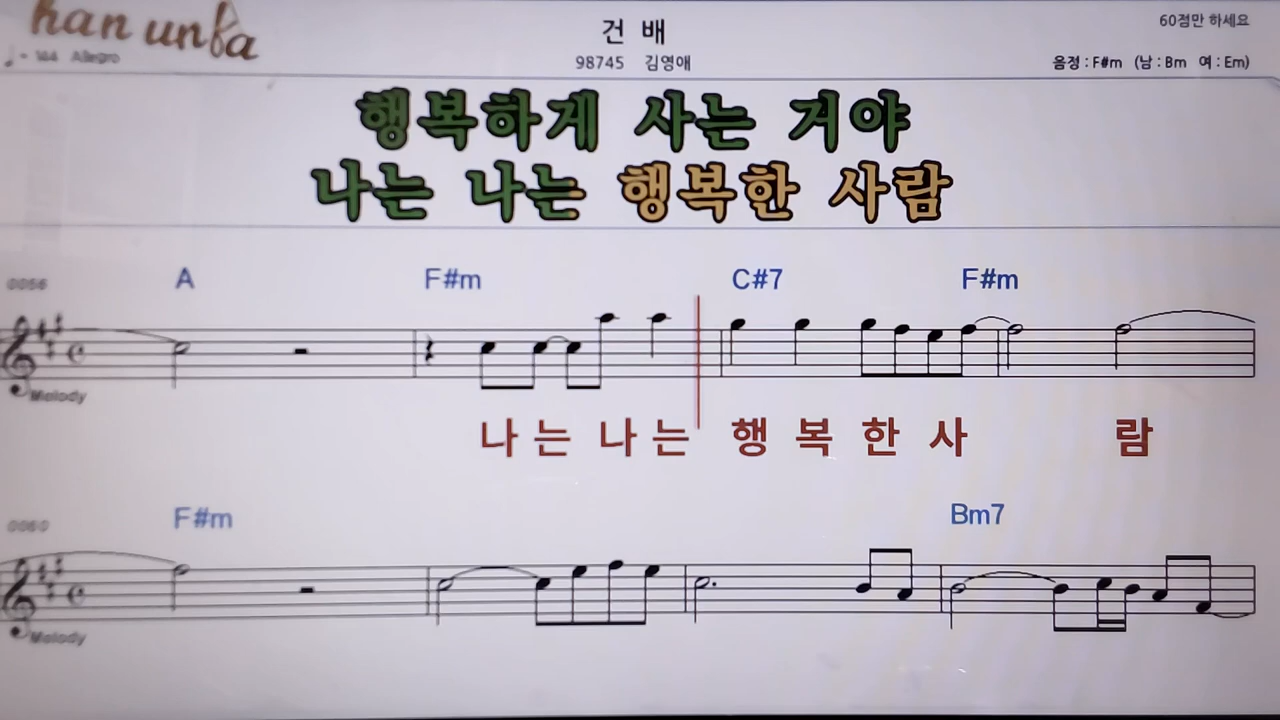 han unba
♩= 144 Allegro
건 배
98745 김영애
60점만 하세요
음정 : F#m (남 : Bm 여 : Em)
행복하게 사는 거야
나는 나는 행복한 사람
0056
A F#m C#7 F#m
Melody
나 는 나 는 행 복 한 사 람
0060
F#m Bm7
Melody